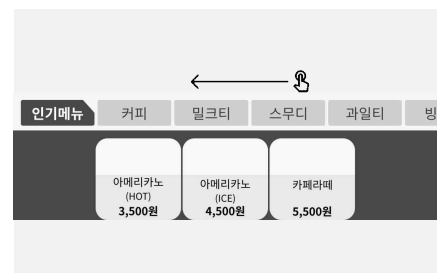 인기메뉴 커피 밀크티 스무디 과일티 빙
아메리카노 아메리카노 카페라떼
(HOT) (ICE)
3,500원 4,500원 5,500원